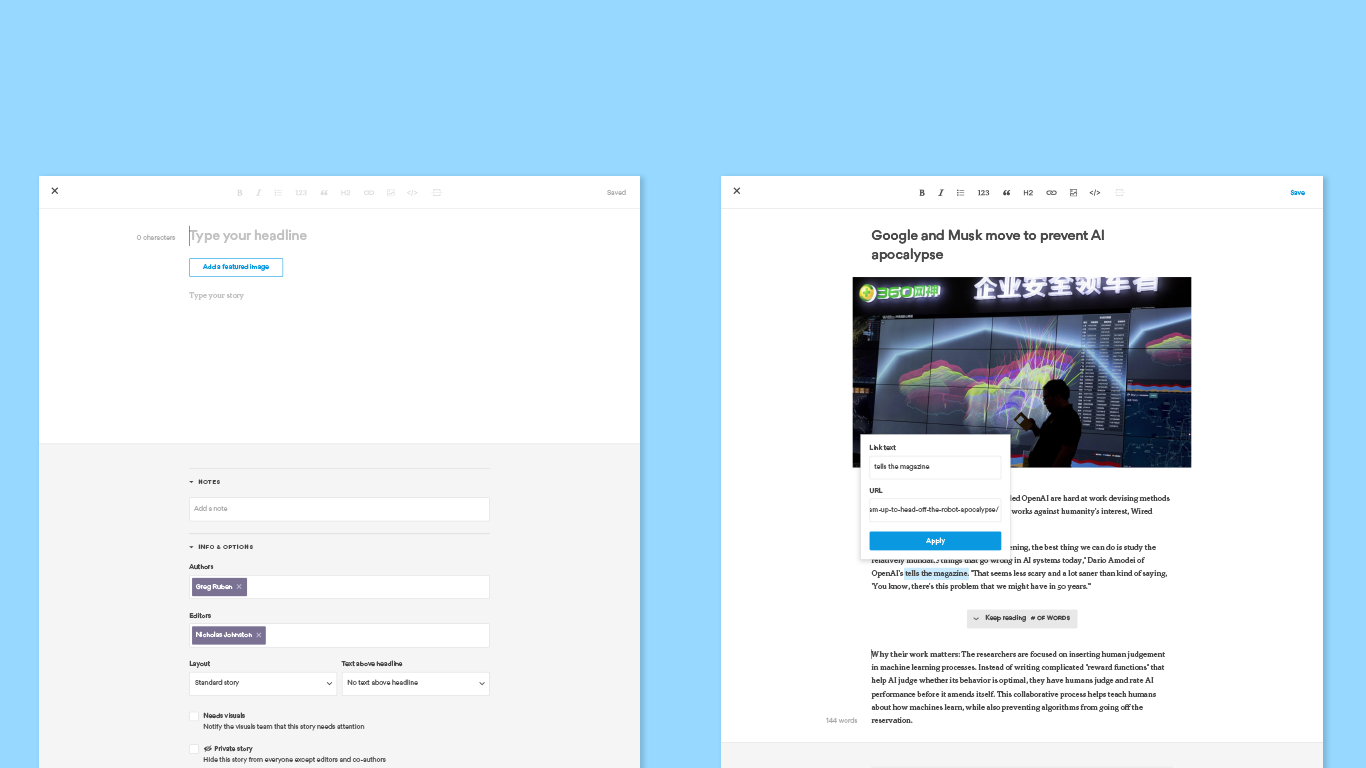 B I 123 “ H2 </>
Saved
0 characters
Type your headline
Add a featured image
Type your story
NOTES
Add a note
INFO & OPTIONS
Authors
Greg Ruben ×
Editors
Nicholas Johnston ×
Layout
Text above headline
Standard story
No text above headline
Needs visuals
Notify the visuals team that this story needs attention
Private story
Hide this story from everyone except editors and co-authors
B I 123 “ H2 </>
Save
Google and Musk move to prevent AI
apocalypse
企业安全领军者
Link text
tells the magazine
URL
am-up-to-head-off-the-robot-apocalypse/
Apply
led OpenAI are hard at work devising methods
works against humanity's interest, Wired
ening, the best thing we can do is study the
relatively mundane things that go wrong in AI systems today," Dario Amodei of
OpenAI's tells the magazine. "That seems less scary and a lot saner than kind of saying,
'You know, there's this problem that we might have in 50 years.'"
Keep reading # OF WORDS
Why their work matters: The researchers are focused on inserting human judgement
in machine learning processes. Instead of writing complicated "reward functions" that
help AI judge whether its behavior is optimal, they have humans judge and rate AI
performance before it amends itself. This collaborative process helps teach humans
about how machines learn, while also preventing algorithms from going off the
reservation.
144 words